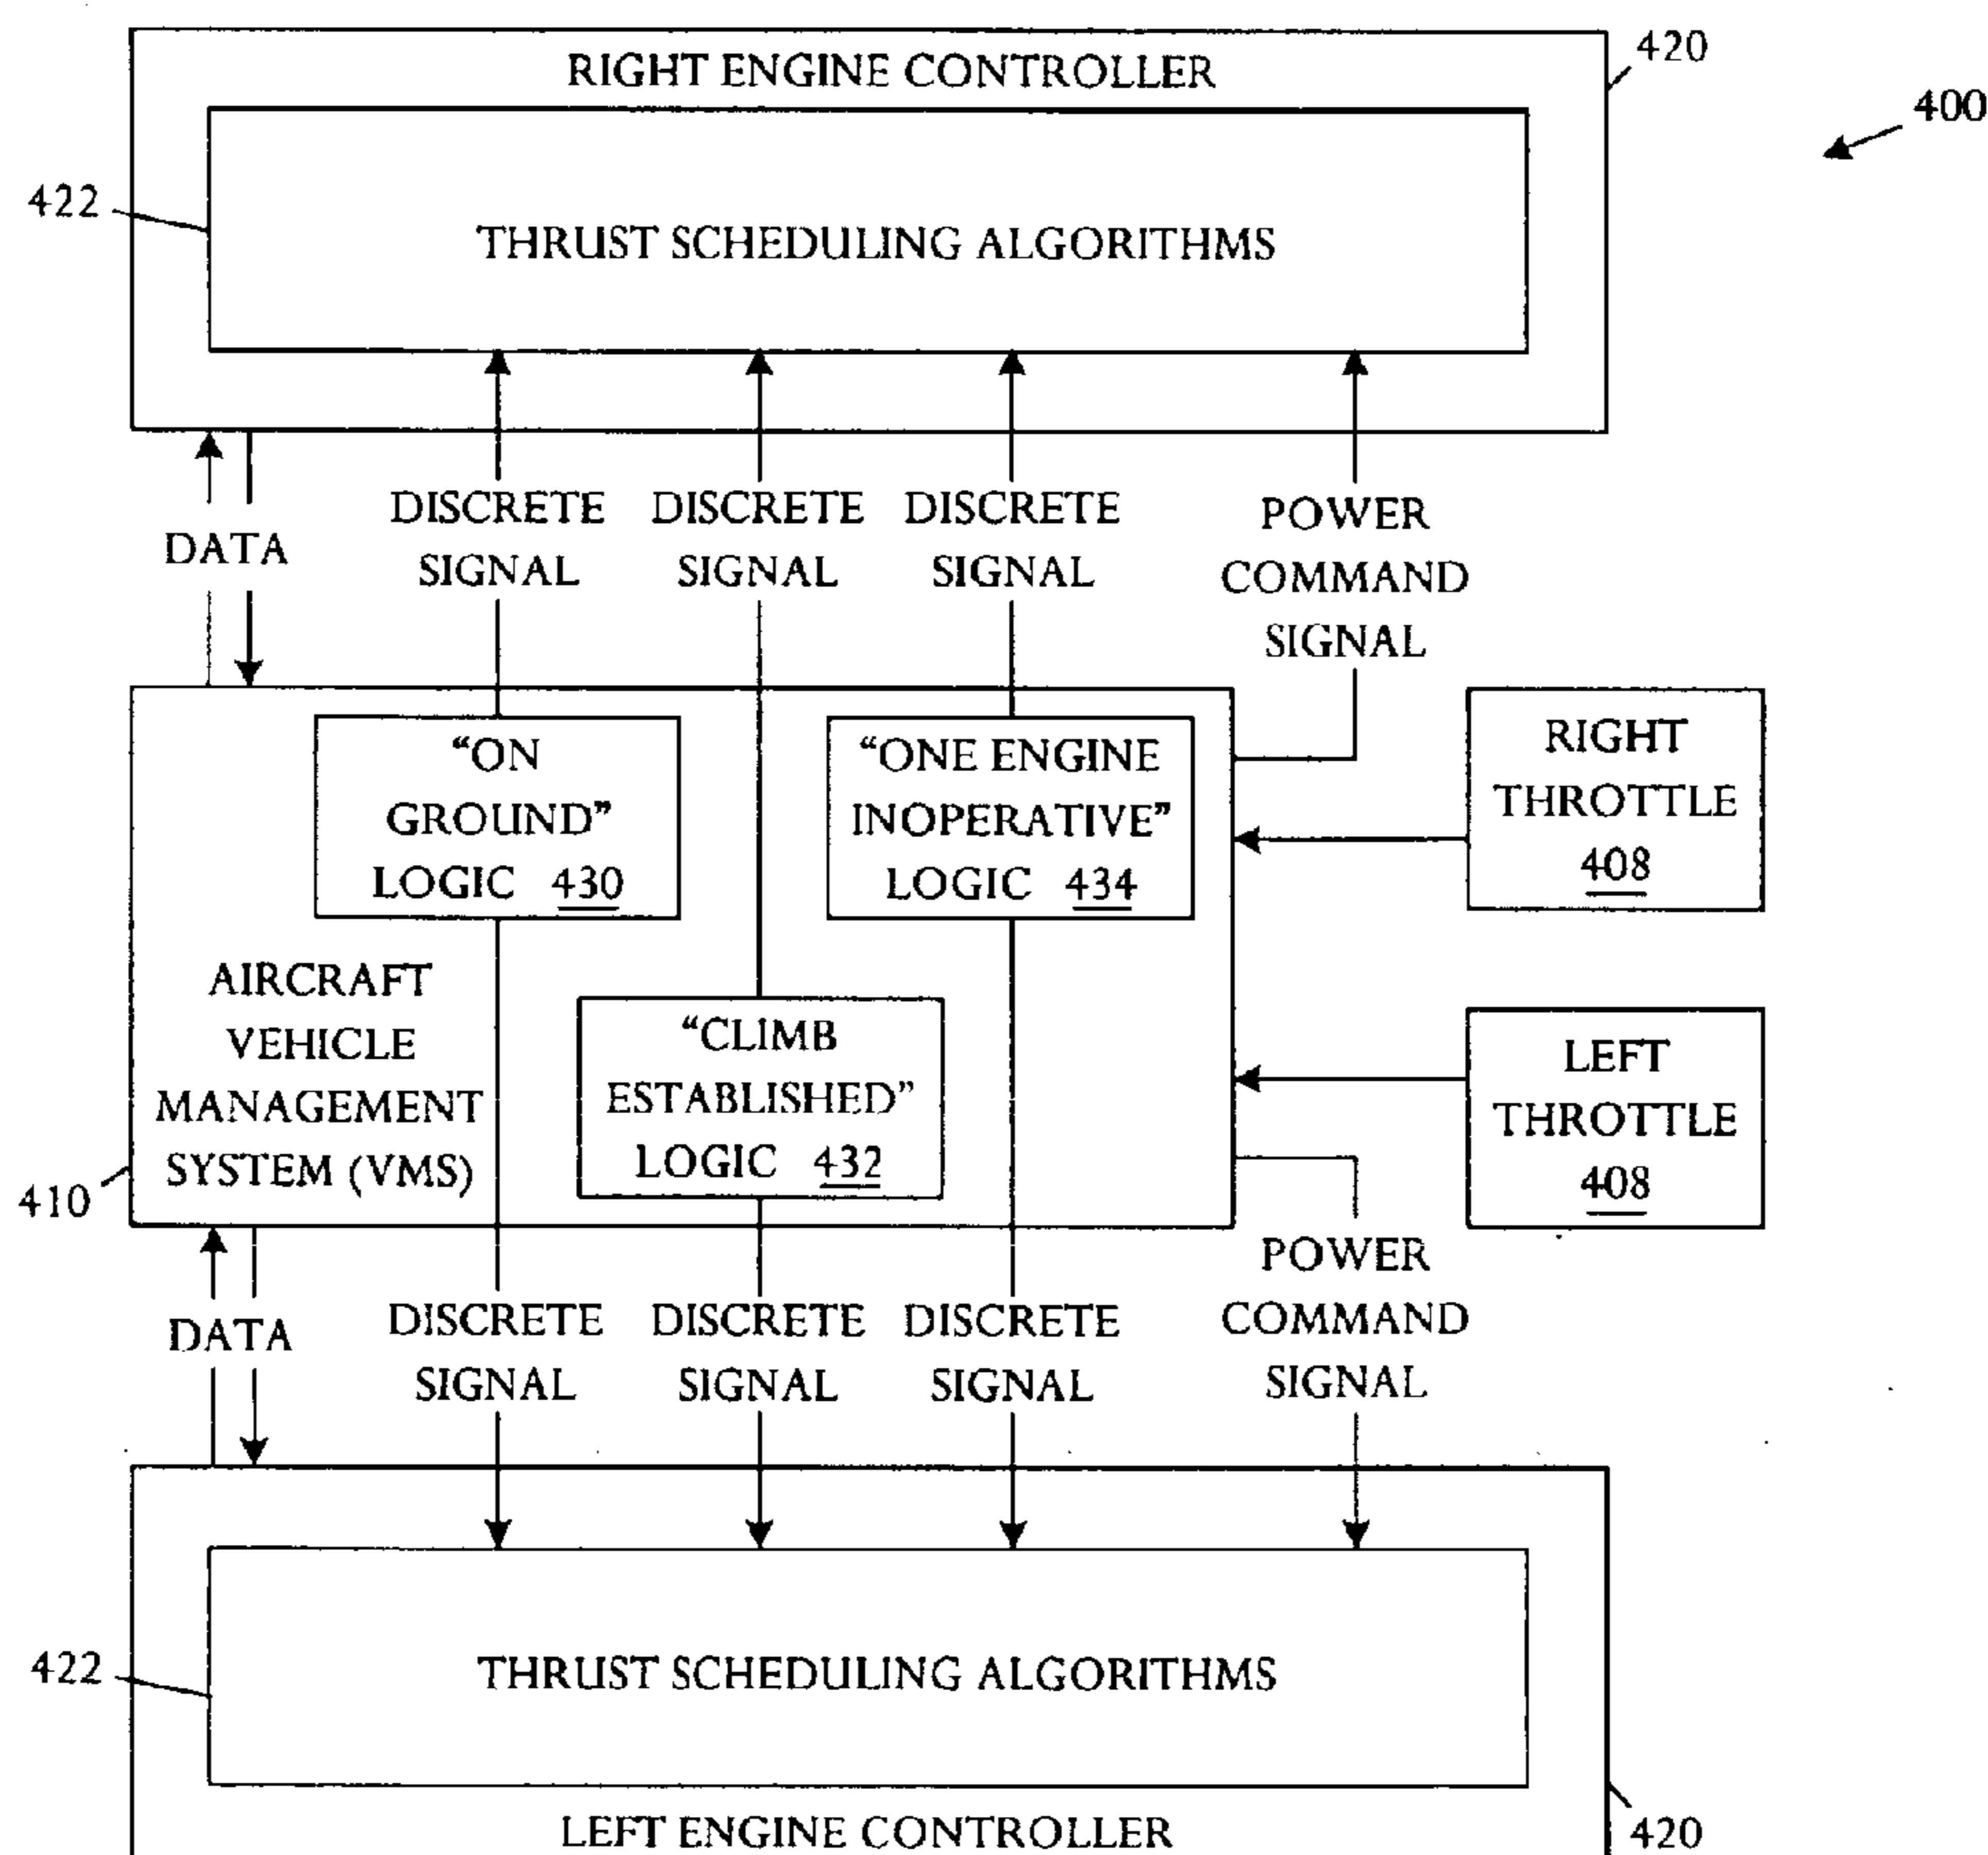 RIGHT ENGINE CONTROLLER
420
400
422
THRUST SCHEDULING ALGORITHMS
DATA
DISCRETE
SIGNAL
DISCRETE
SIGNAL
DISCRETE
SIGNAL
POWER
COMMAND
SIGNAL
“ON
GROUND”
LOGIC 430
“ONE ENGINE
INOPERATIVE”
LOGIC 434
RIGHT
THROTTLE
408
AIRCRAFT
VEHICLE
MANAGEMENT
SYSTEM (VMS)
410
“CLIMB
ESTABLISHED”
LOGIC 432
LEFT
THROTTLE
408
DATA
DISCRETE
SIGNAL
DISCRETE
SIGNAL
DISCRETE
SIGNAL
POWER
COMMAND
SIGNAL
422
THRUST SCHEDULING ALGORITHMS
LEFT ENGINE CONTROLLER
420